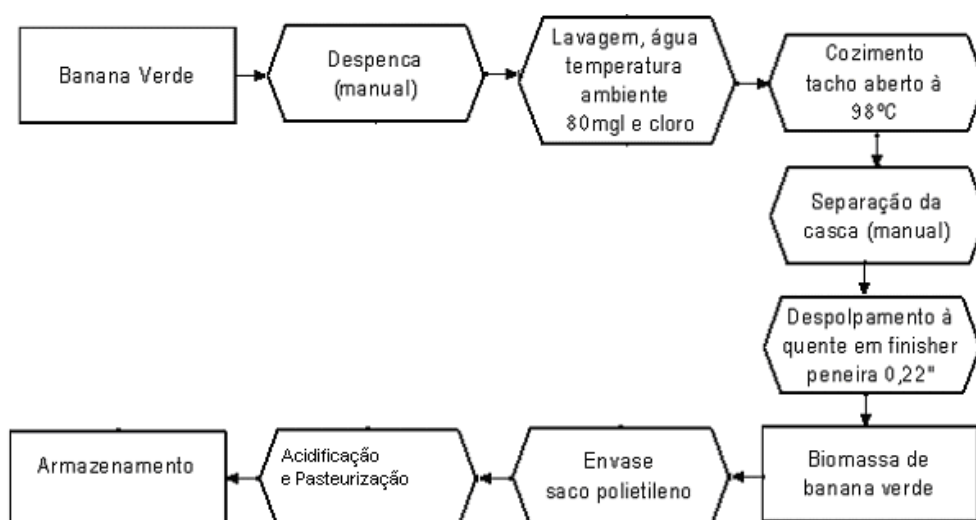 Banana Verde
Despenca
(manual)
Lavagem, água
temperatura
ambiente
80mgl e cloro
Cozimento
tacho aberto à
98ºC
Separação da
casca (manual)
Despolpamento à
quente em finisher
peneira 0,22"
Biomassa de
banana verde
Envase
saco polietileno
Acidificação
e Pasteurização
Armazenamento